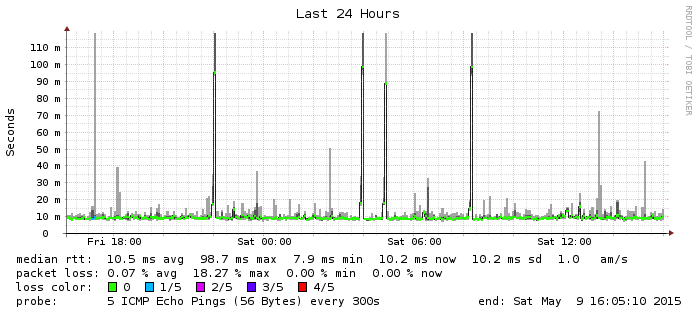 Last 24 Hours
RRDTOOL / TOBI OETIKER
Seconds
110 m
100 m
90 m
80 m
70 m
60 m
50 m
40 m
30 m
20 m
10 m
0
Fri 18:00 Sat 00:00 Sat 06:00 Sat 12:00
median rtt: 10.5 ms avg 98.7 ms max 7.9 ms min 10.2 ms now 10.2 ms sd 1.0 am/s
packet loss: 0.07 % avg 18.27 % max 0.00 % min 0.00 % now
loss color: 0 1/5 2/5 3/5 4/5
probe: 5 ICMP Echo Pings (56 Bytes) every 300s end: Sat May 9 16:05:10 2015